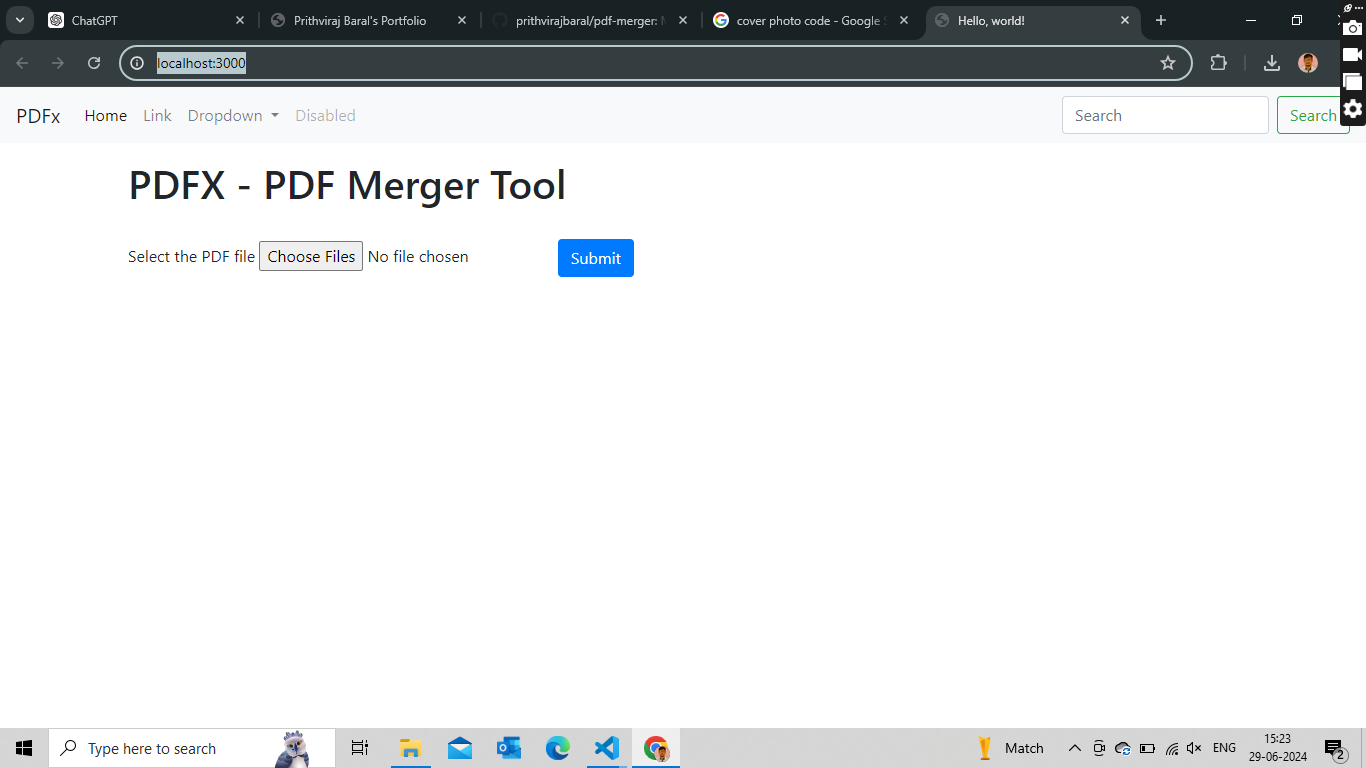 ChatGPT
Prithviraj Baral's Portfolio
prithvirajbaral/pdf-merger:
cover photo code - Google
Hello, world!
localhost:3000
PDFx Home Link Dropdown Disabled Search Search
PDFX - PDF Merger Tool
Select the PDF file Choose Files No file chosen Submit
Type here to search
Match
ENG
15:23
29-06-2024
2